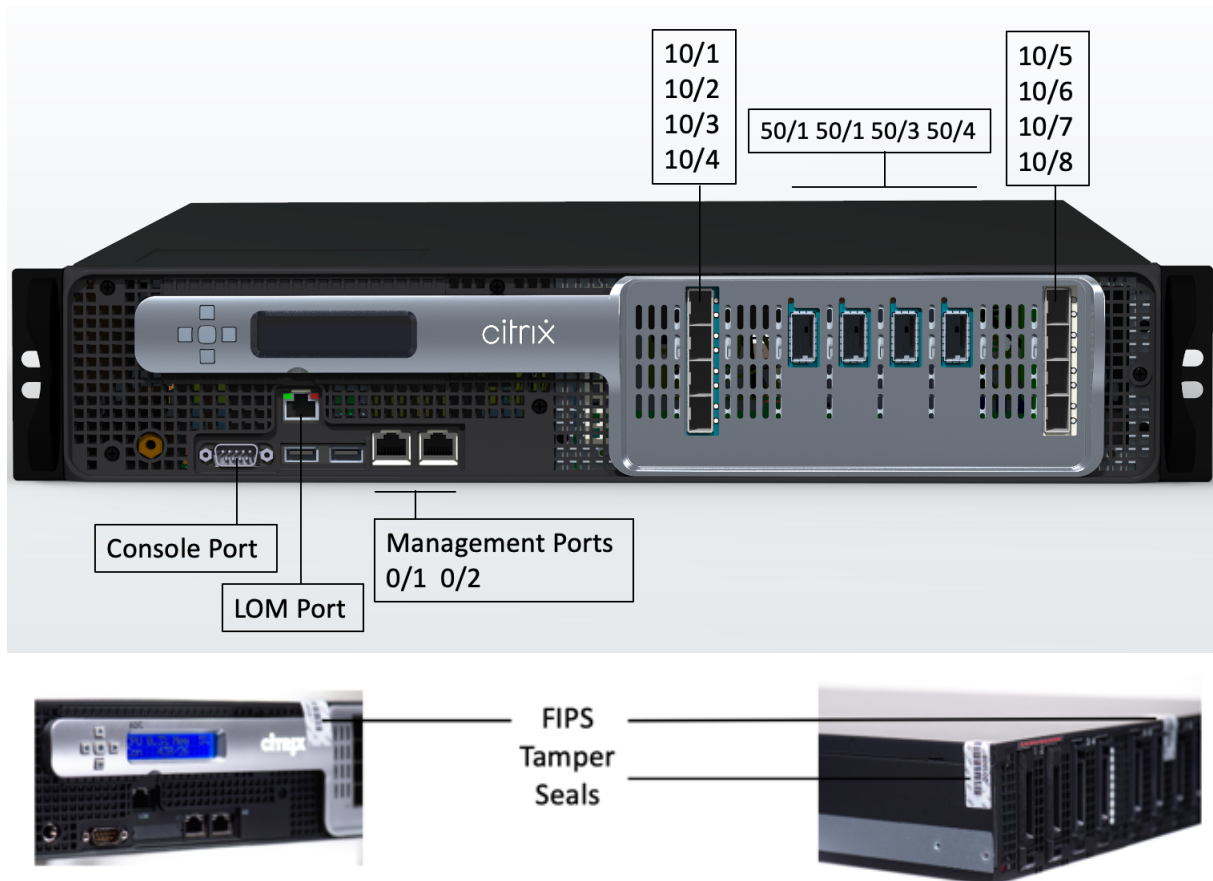 10/1
10/2
10/3
10/4
50/1 50/1 50/3 50/4
10/5
10/6
10/7
10/8
citrix
Console Port
LOM Port
Management Ports
0/1 0/2
FIPS
Tamper
Seals
citrix